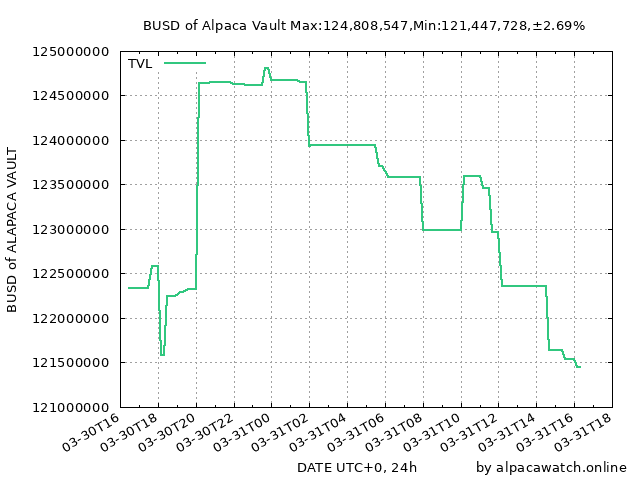 BUSD of Alpaca Vault Max:124,808,547,Min:121,447,728,±2.69%
TVL
125000000
124500000
124000000
123500000
123000000
122500000
122000000
121500000
121000000
BUSD of ALAPACA VAULT
03-30T16
03-30T18
03-30T20
03-30T22
03-31T00
03-31T02
03-31T04
03-31T06
03-31T08
03-31T10
03-31T12
03-31T14
03-31T16
03-31T18
DATE UTC+0, 24h
by alpacawatch.online